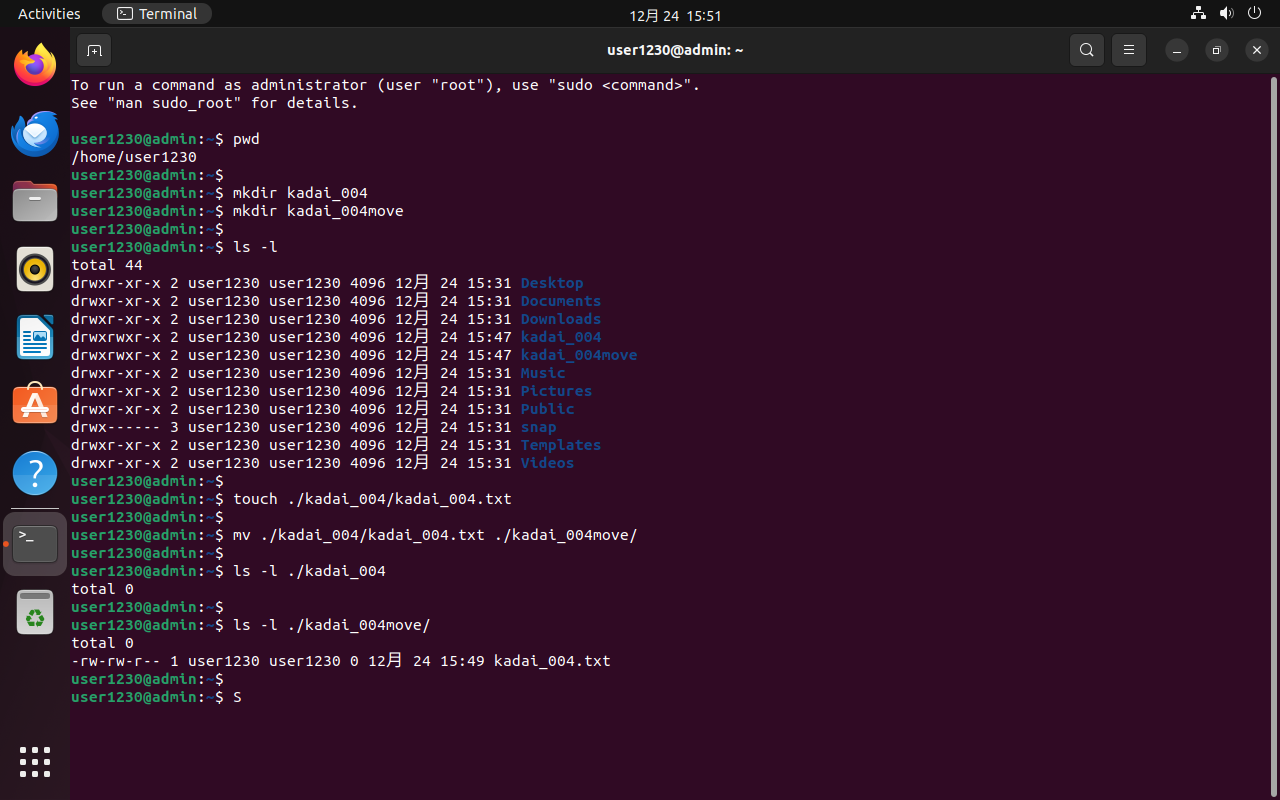 Activities
Terminal
12月 24 15:51
user1230@admin: ~
To run a command as administrator (user "root"), use "sudo <command>".
See "man sudo_root" for details.
user1230@admin:~$ pwd
/home/user1230
user1230@admin:~$
user1230@admin:~$ mkdir kadai_004
user1230@admin:~$ mkdir kadai_004move
user1230@admin:~$
user1230@admin:~$ ls -l
total 44
drwxr-xr-x 2 user1230 user1230 4096 12月 24 15:31 Desktop
drwxr-xr-x 2 user1230 user1230 4096 12月 24 15:31 Documents
drwxr-xr-x 2 user1230 user1230 4096 12月 24 15:31 Downloads
drwxrwxr-x 2 user1230 user1230 4096 12月 24 15:47 kadai_004
drwxrwxr-x 2 user1230 user1230 4096 12月 24 15:47 kadai_004move
drwxr-xr-x 2 user1230 user1230 4096 12月 24 15:31 Music
drwxr-xr-x 2 user1230 user1230 4096 12月 24 15:31 Pictures
drwxr-xr-x 2 user1230 user1230 4096 12月 24 15:31 Public
drwx------ 3 user1230 user1230 4096 12月 24 15:31 snap
drwxr-xr-x 2 user1230 user1230 4096 12月 24 15:31 Templates
drwxr-xr-x 2 user1230 user1230 4096 12月 24 15:31 Videos
user1230@admin:~$
user1230@admin:~$ touch ./kadai_004/kadai_004.txt
user1230@admin:~$
user1230@admin:~$ mv ./kadai_004/kadai_004.txt ./kadai_004move/
user1230@admin:~$
user1230@admin:~$ ls -l ./kadai_004
total 0
user1230@admin:~$
user1230@admin:~$ ls -l ./kadai_004move/
total 0
-rw-rw-r-- 1 user1230 user1230 0 12月 24 15:49 kadai_004.txt
user1230@admin:~$
user1230@admin:~$ S